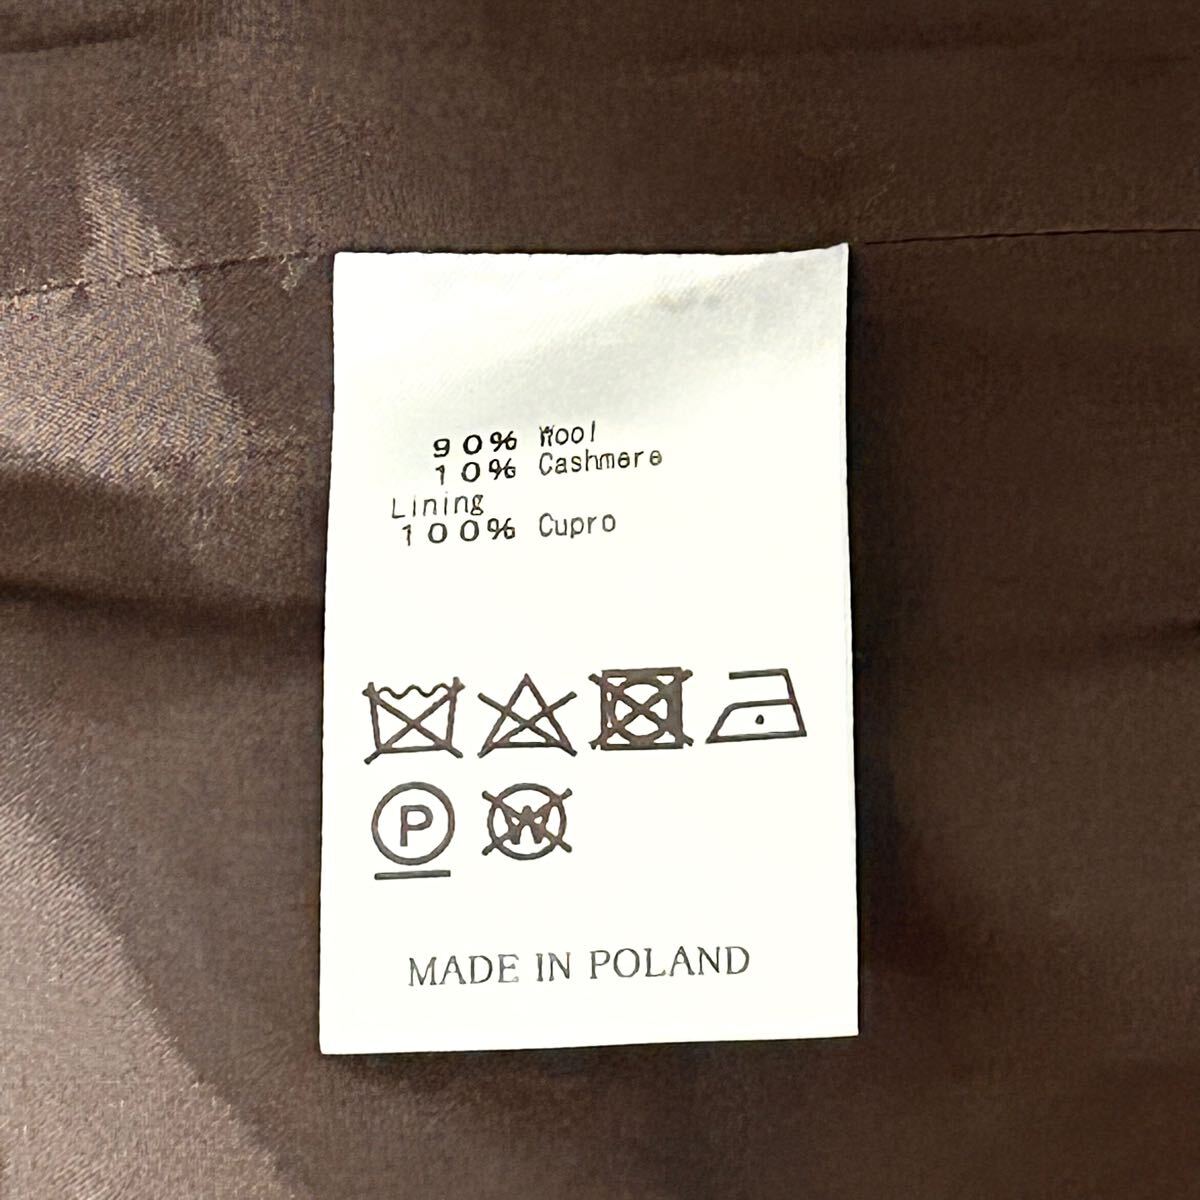 90% Wool
10% Cashmere
Lining
100% Cupro
P
W
MADE IN POLAND